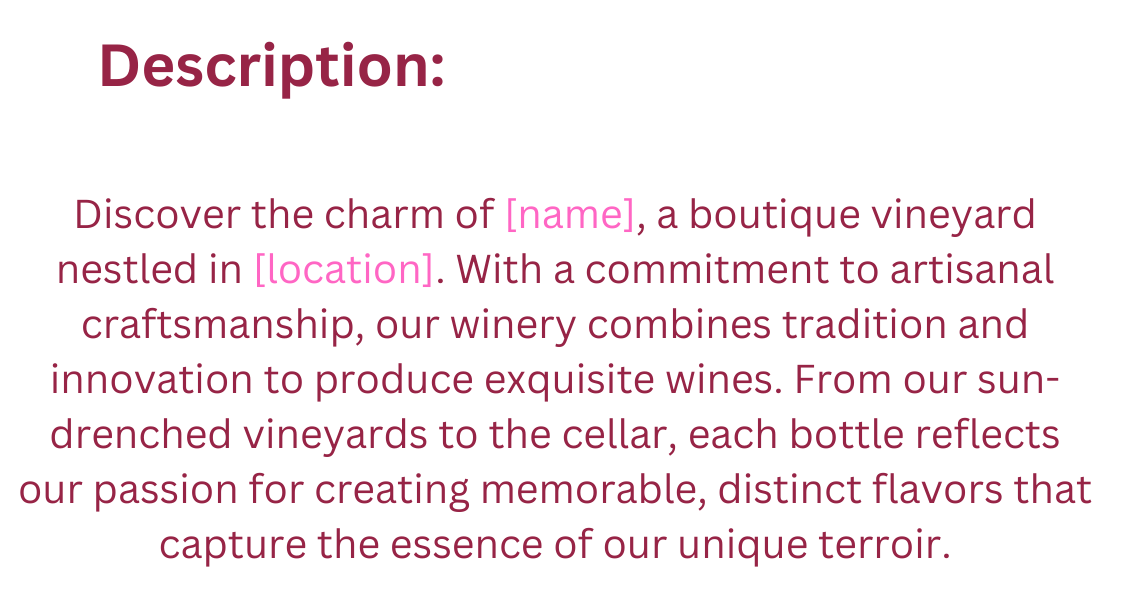 Description:
Discover the charm of [name], a boutique vineyard
nestled in [location]. With a commitment to artisanal
craftsmanship, our winery combines tradition and
innovation to produce exquisite wines. From our sun-
drenched vineyards to the cellar, each bottle reflects
our passion for creating memorable, distinct flavors that
capture the essence of our unique terroir.